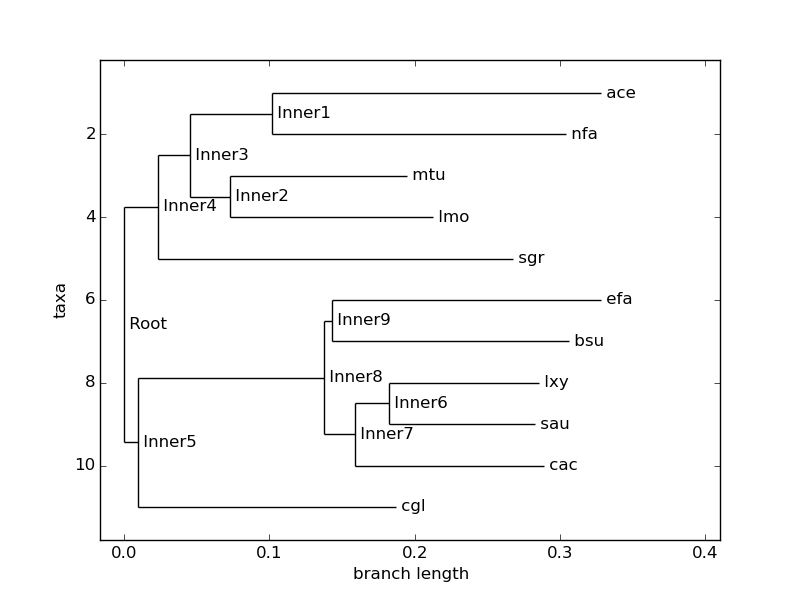 ace
Inner1
2
nfa
Inner3
mtu
Inner2
Inner4
4
lmo
sgr
taxa
6
efa
Inner9
Root
bsu
Inner8
8
lxy
Inner6
sau
Inner7
Inner5
10
cac
cgl
0.0 0.1 0.2 0.3 0.4
branch length